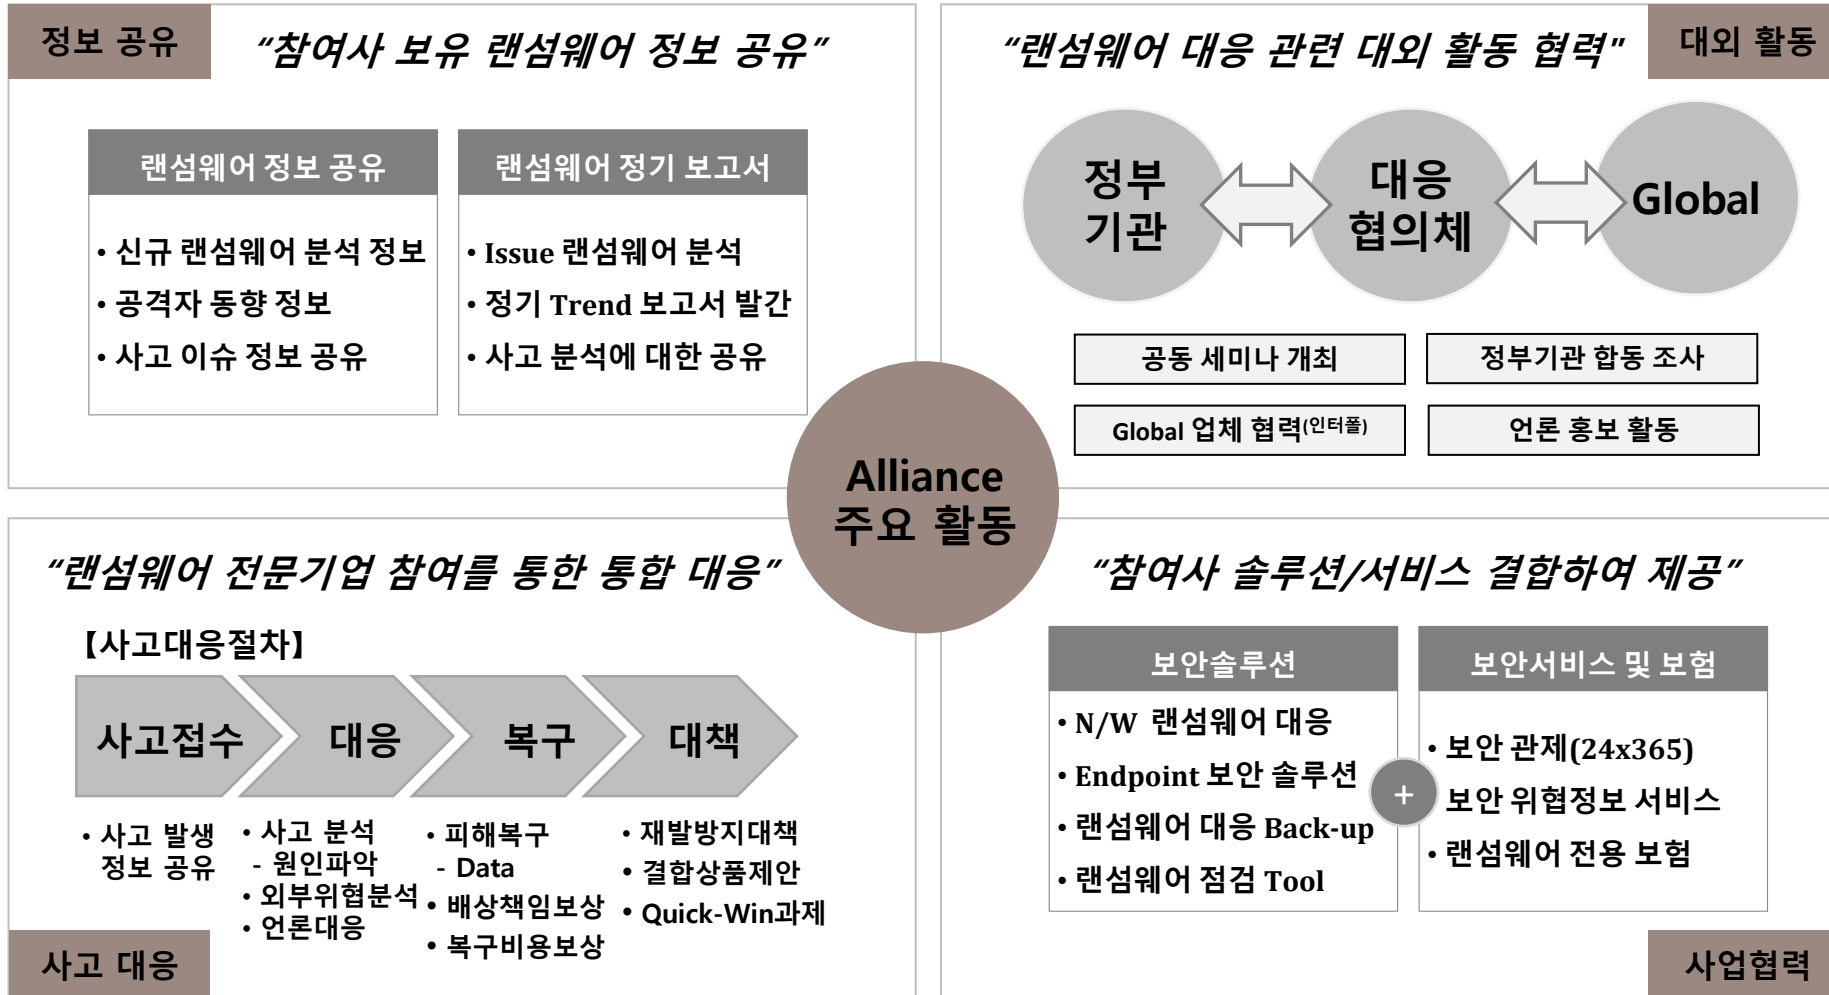 정보 공유
“참여사 보유 랜섬웨어 정보 공유”
랜섬웨어 정보 공유
• 신규 랜섬웨어 분석 정보
• 공격자 동향 정보
• 사고 이슈 정보 공유
랜섬웨어 정기 보고서
• Issue 랜섬웨어 분석
• 정기 Trend 보고서 발간
• 사고 분석에 대한 공유
“랜섬웨어 대응 관련 대외 활동 협력"
대외 활동
정부
기관
대응
협의체
Global
공동 세미나 개최
정부기관 합동 조사
Global 업체 협력(인터폴)
언론 홍보 활동
Alliance
주요 활동
“랜섬웨어 전문기업 참여를 통한 통합 대응”
【사고대응절차】
사고접수
대응
복구
대책
• 사고 발생
정보 공유
• 사고 분석
- 원인파악
• 외부위협분석
• 언론대응
• 피해복구
- Data
• 배상책임보상
• 복구비용보상
• 재발방지대책
• 결합상품제안
• Quick-Win과제
사고 대응
“참여사 솔루션/서비스 결합하여 제공”
보안솔루션
• N/W 랜섬웨어 대응
• Endpoint 보안 솔루션
• 랜섬웨어 대응 Back-up
• 랜섬웨어 점검 Tool
+
보안서비스 및 보험
• 보안 관제(24x365)
보안 위협정보 서비스
• 랜섬웨어 전용 보험
사업협력